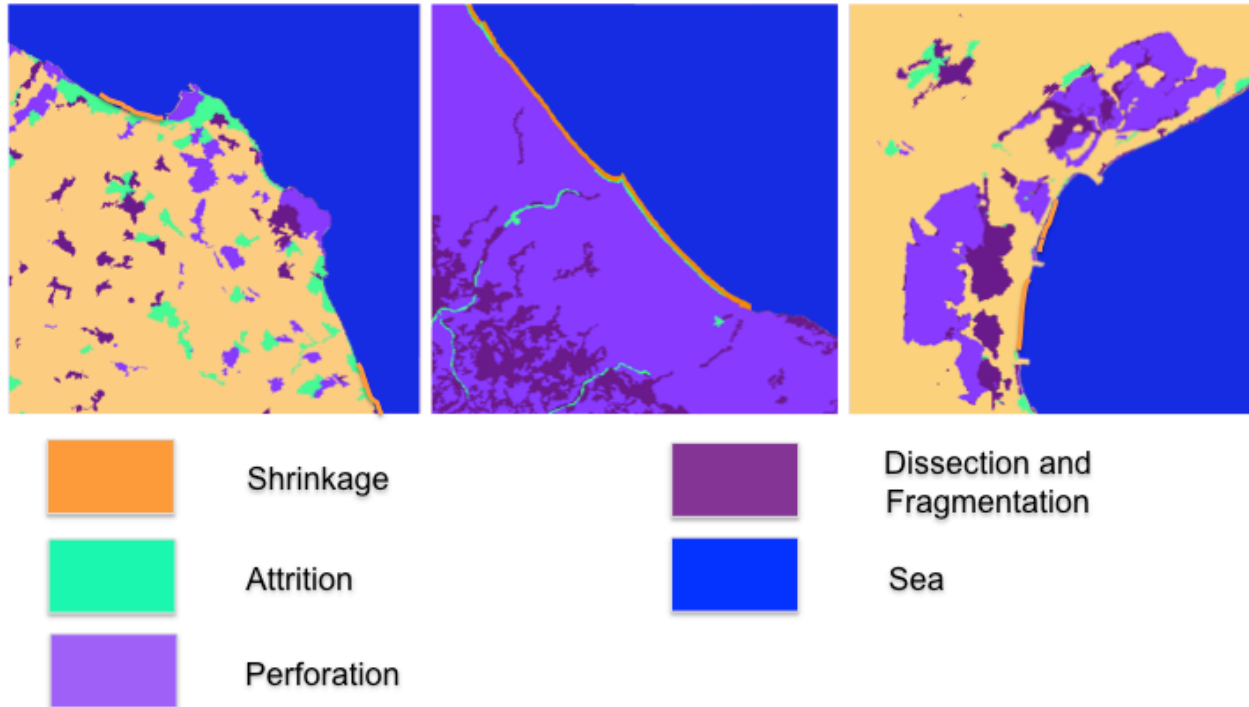 Shrinkage
Dissection and
Fragmentation
Attrition
Sea
Perforation